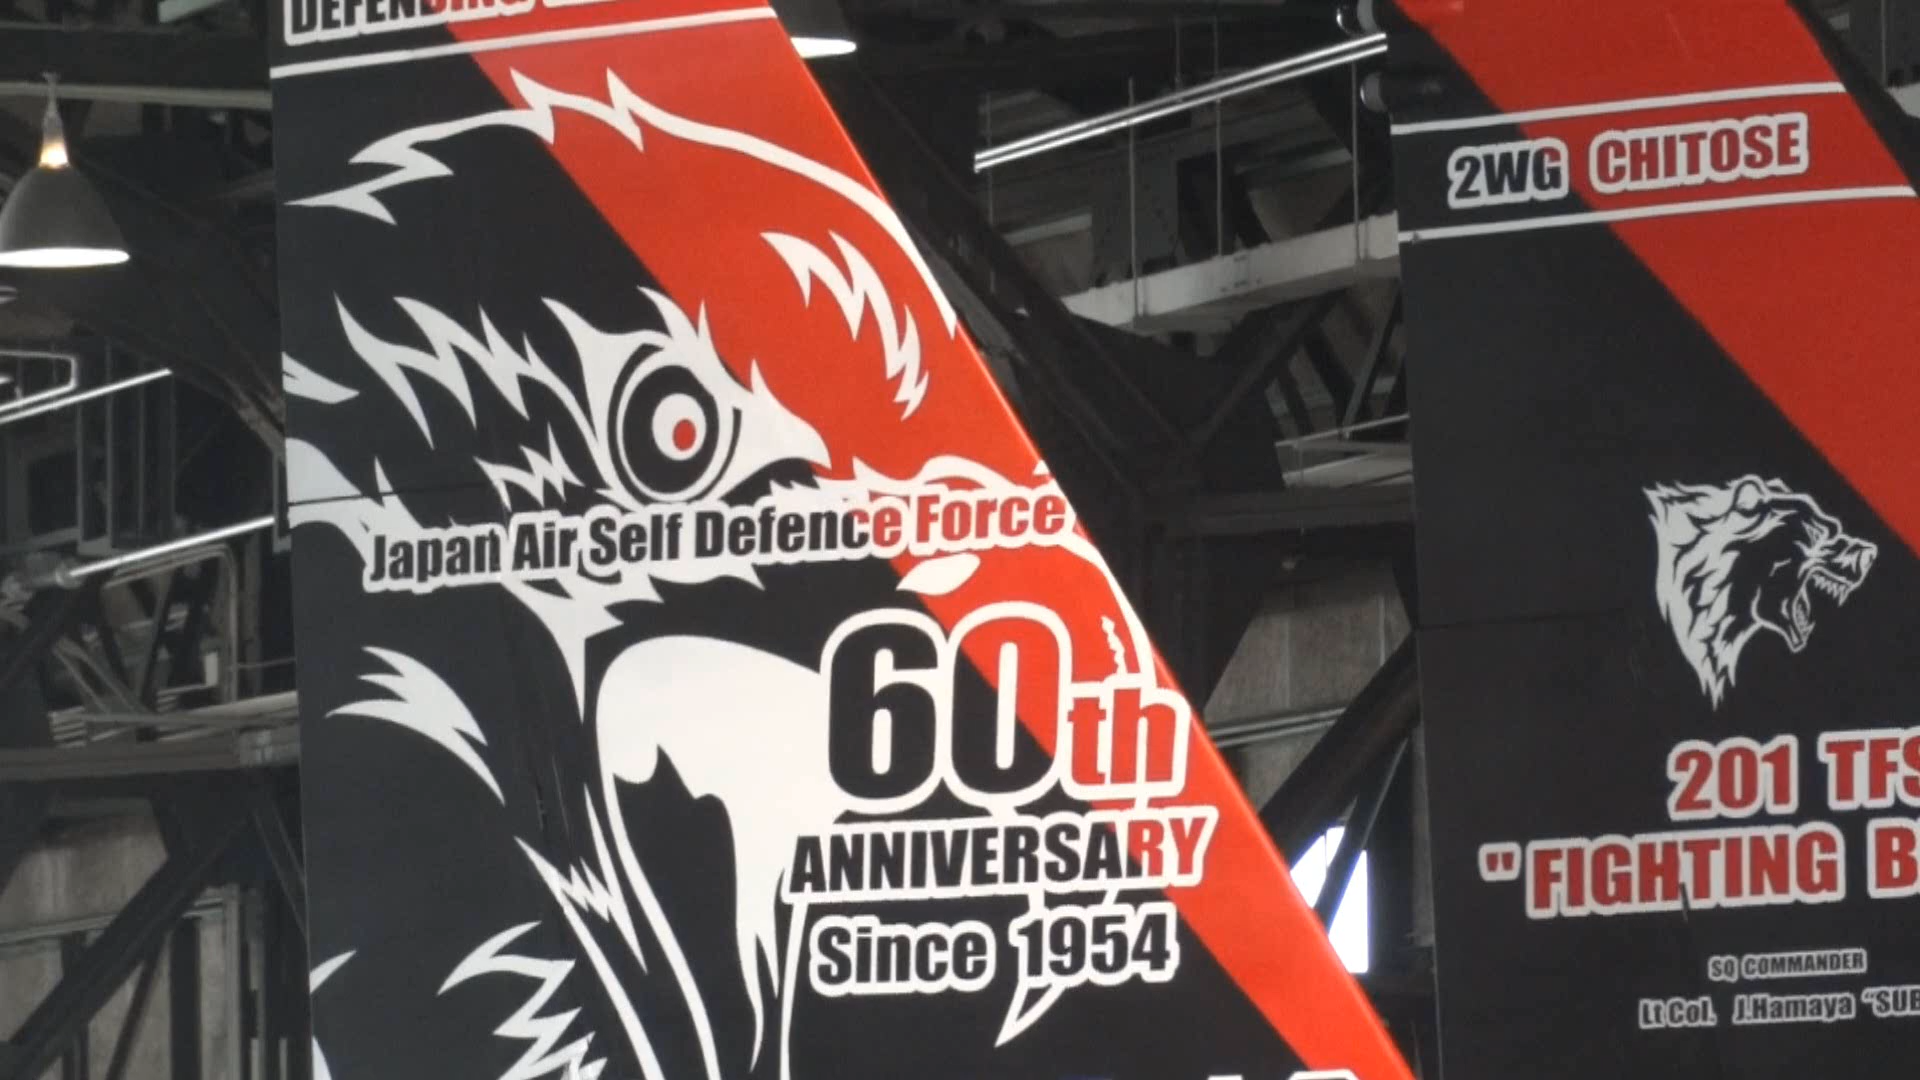 DEFENDING
Japan Air Self Defence Force
60th
ANNIVERSARY
Since 1954
2WG CHITOSE
201 TFS
"FIGHTING
SQ COMMANDER
Lt Col. J.Hamaya